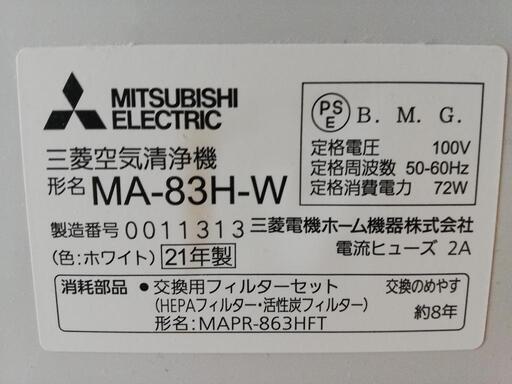 MITSUBISHI
ELECTRIC
三菱空気清浄機
形名 MA-83H-W
製造番号 0011313 三菱電機ホーム機器株式会社
(色:ホワイト) 21年製 電流ヒューズ 2A
PSE B. M. G.
定格電圧 100V
定格周波数 50-60Hz
定格消費電力 72W
消耗部品 ●交換用フィルターセット 交換のめやす
(HEPAフィルター・活性炭フィルター) 約8年
形名:MAPR-863HFT